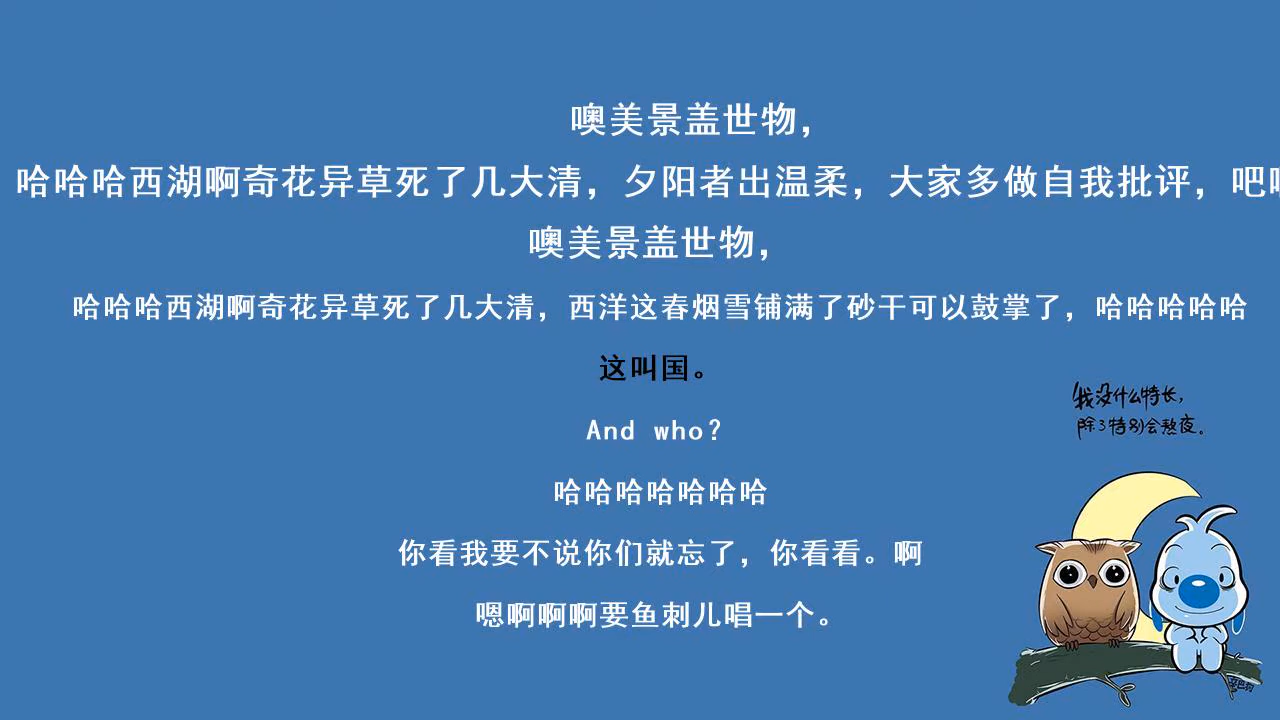 噢美景盖世物，
哈哈哈西湖啊奇花异草死了几大清，夕阳者出温柔，大家多做自我批评，吧
噢美景盖世物，
哈哈哈西湖啊奇花异草死了几大清，西洋这春烟雪铺满了砂干可以鼓掌了，哈哈哈哈哈
这叫国。
And who？
哈哈哈哈哈哈哈
你看我要不说你们就忘了，你看看。啊
嗯啊啊啊要鱼刺儿唱一个。
我没什么特长，
除了特别会熬夜。